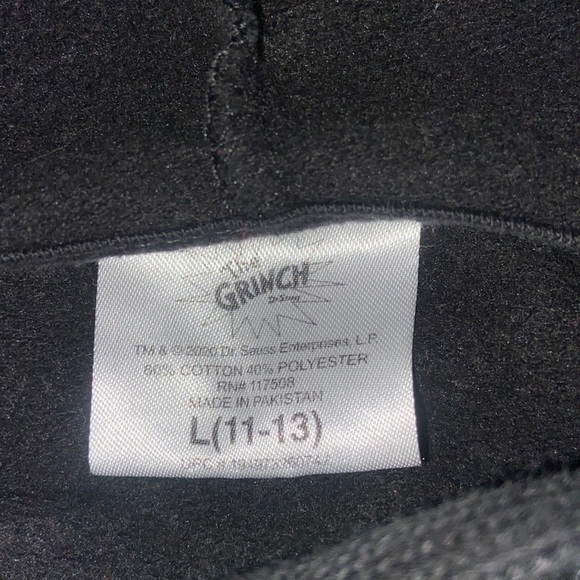 The
GRINCH
Dr. Seuss
TM & © 2020 Dr. Seuss Enterprises, L.P.
60% COTTON 40% POLYESTER
RN# 117508
MADE IN PAKISTAN
L(11-13)
UPC #